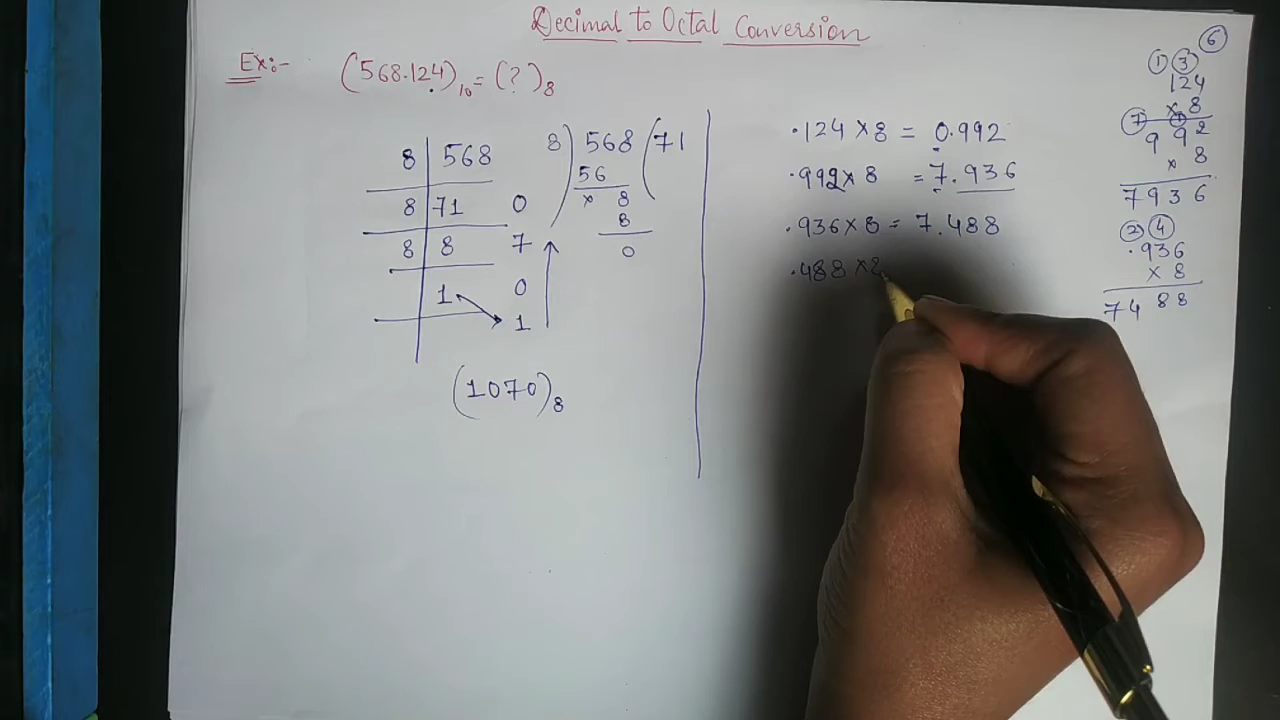 Decimal to Octal Conversion
Ex:- (568.124)₁₀ = (?)₈
8 | 568
8 | 71 0
8 | 8 7
1 0
1
(1070)₈
8 ) 568 ( 71
56
× 8
8
0
.124 × 8 = 0.992
.992 × 8 = 7.936
.936 × 8 = 7.488
.488 × 8
6
1 3
124
× 8
7
992
× 8
7936
2 4
.936
× 8
7488